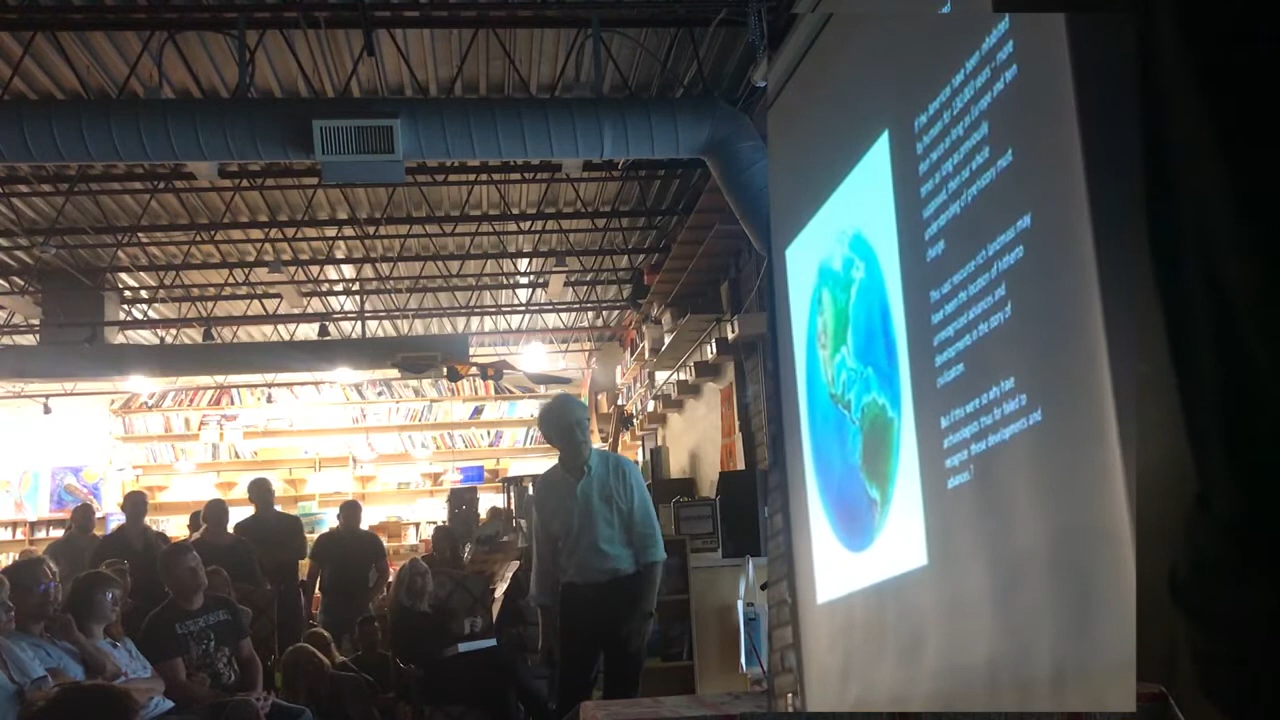 If the Americas have been inhabited
by humans for 130,000 years – more
than twice as long as Europe and ten
times as long as previously
supposed, then our whole
understanding of prehistory must
change.
This vast resource-rich landmass may
have been the location of hitherto
unrecognized advances and
developments in the story of
civilization.
But if this were so why have
archaeologists thus far failed to
recognize these developments and
advances?